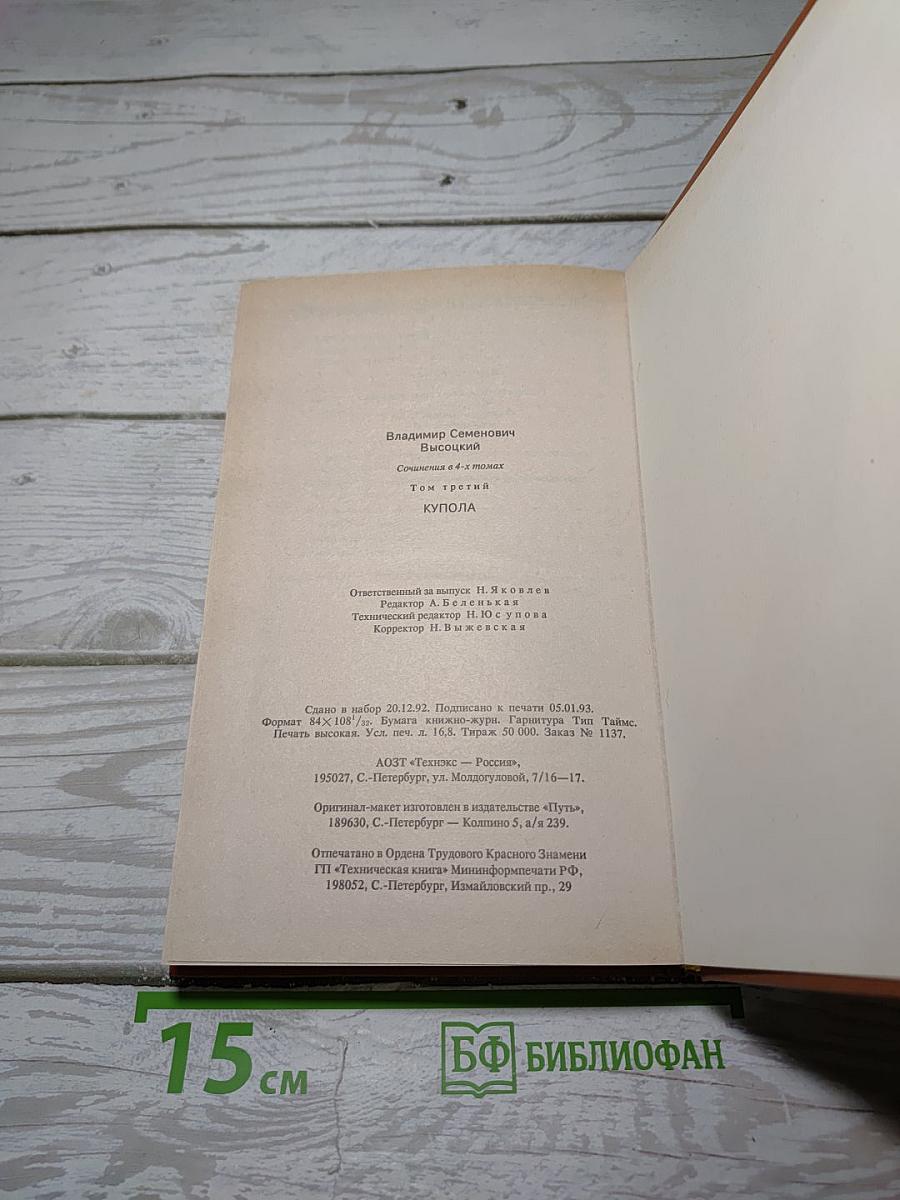 Владимир Семенович
Высоцкий
Сочинения в 4-х томах
Том третий
КУПОЛА
Ответственный за выпуск Н. Яковлев
Редактор А. Беленькая
Технический редактор Н. Юсупова
Корректор Н. Выжевская
Сдано в набор 20.12.92. Подписано к печати 05.01.93.
Формат 84×108¹/₃₂. Бумага книжно-журн. Гарнитура Тип Таймс.
Печать высокая. Усл. печ. л. 16,8. Тираж 50 000. Заказ № 1137.
АОЗТ «Технэкс — Россия»,
195027, С.-Петербург, ул. Молдогуловой, 7/16—17.
Оригинал-макет изготовлен в издательстве «Путь»,
189630, С.-Петербург — Колпино 5, а/я 239.
Отпечатано в Ордена Трудового Красного Знамени
ГП «Техническая книга» Мининформпечати РФ,
198052, С.-Петербург, Измайловский пр., 29
15 см
БФ БИБЛИОФАН